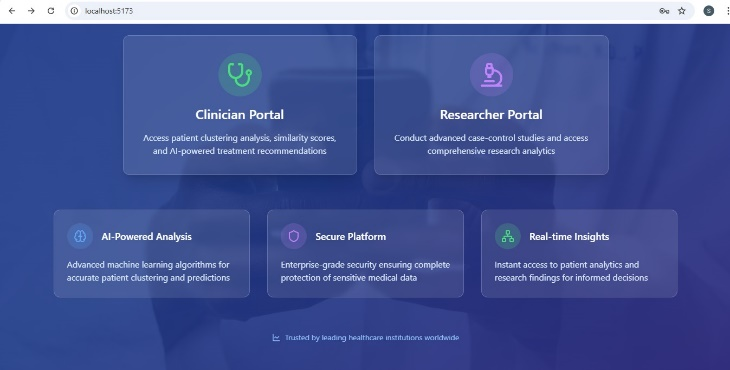 localhost:5173
S
Clinician Portal
Access patient clustering analysis, similarity scores,
and AI-powered treatment recommendations
Researcher Portal
Conduct advanced case-control studies and access
comprehensive research analytics
AI-Powered Analysis
Advanced machine learning algorithms for
accurate patient clustering and predictions
Secure Platform
Enterprise-grade security ensuring complete
protection of sensitive medical data
Real-time Insights
Instant access to patient analytics and
research findings for informed decisions
Trusted by leading healthcare institutions worldwide